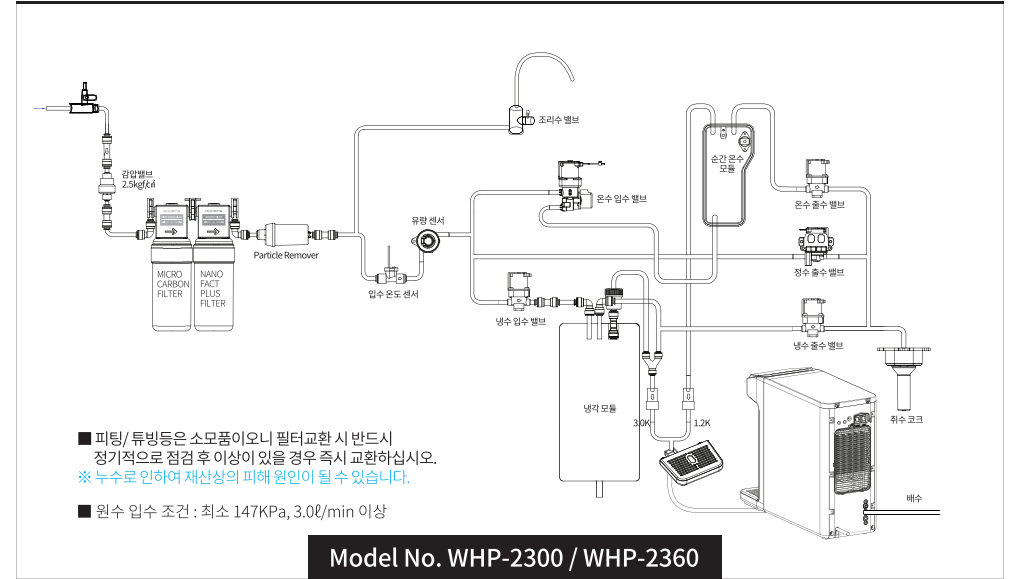 조리수 밸브
감압밸브
2.5kgf/㎠
순간 온수
모듈
온수 입수 밸브
온수 출수 밸브
유량 센서
Particle Remover
정수 출수 밸브
MICRO
CARBON
FILTER
NANO
FACT
PLUS
FILTER
입수 온도 센서
냉수 입수 밸브
냉수 출수 밸브
냉각 모듈
3.0K
1.2K
취수 코크
■ 피팅/ 튜빙등은 소모품이오니 필터교환 시 반드시
정기적으로 점검 후 이상이 있을 경우 즉시 교환하십시오.
※ 누수로 인하여 재산상의 피해 원인이 될 수 있습니다.
배수
■ 원수 입수 조건 : 최소 147KPa, 3.0ℓ/min 이상
Model No. WHP-2300 / WHP-2360